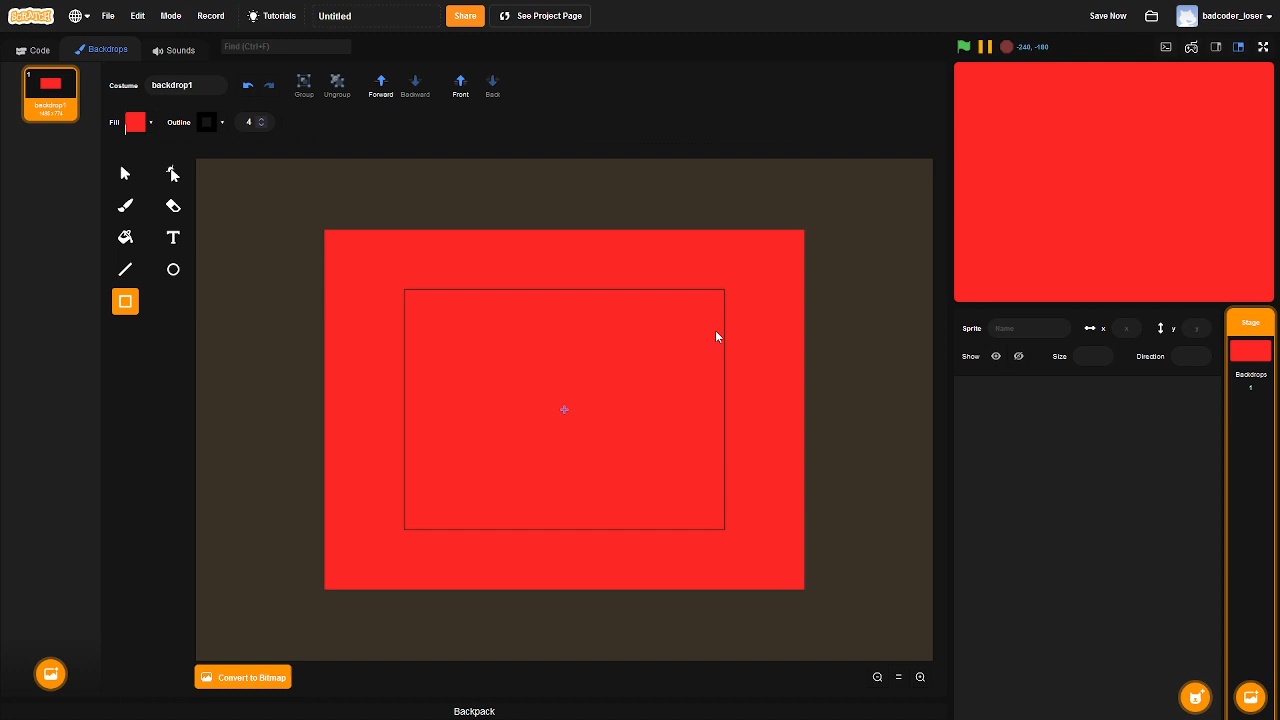 SCRATCH File Edit Mode Record Tutorials Untitled Share See Project Page Save Now badcoder_loser
Code Backdrops Sounds Find (Ctrl+F) -240, -180
1
Costume backdrop1 Group Ungroup Forward Backward Front Back
backdrop1
Fill Outline 4
T
Sprite Name x x y y
Show Size Direction
Stage
Backdrops
1
Convert to Bitmap
Backpack